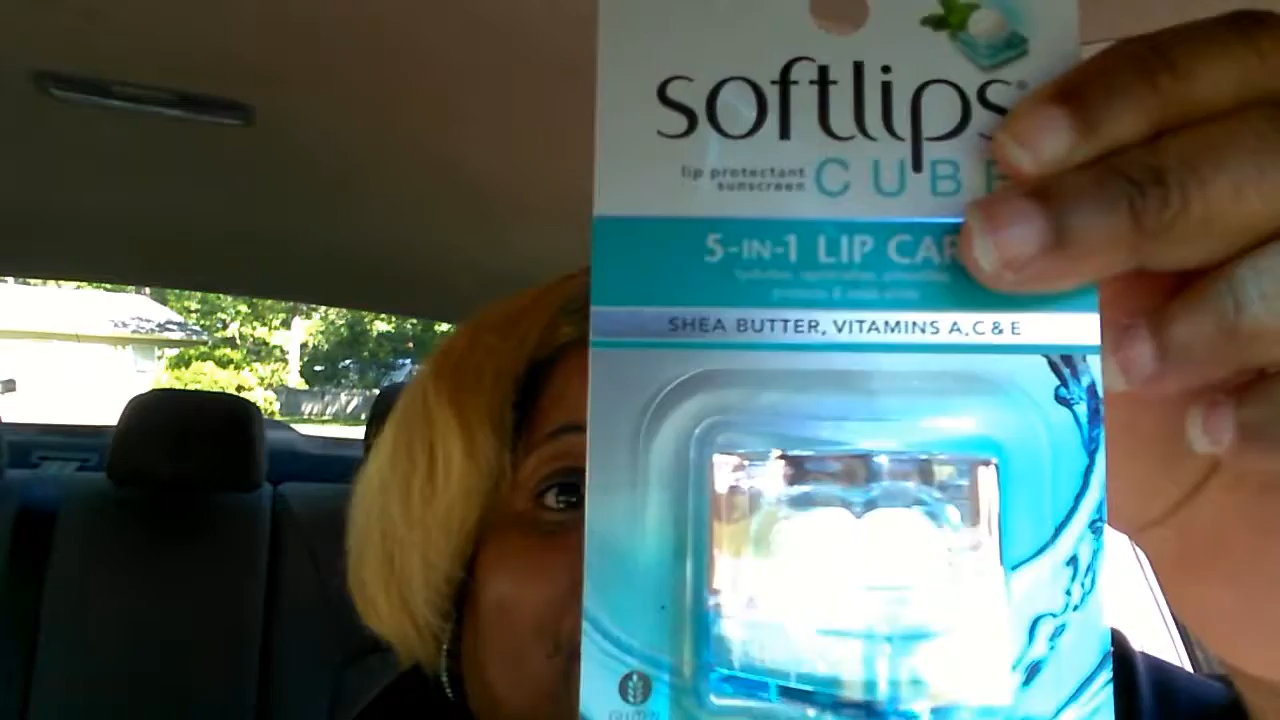 softlips
lip protectant
sunscreen
CUB
5-IN-1 LIP CAR
SHEA BUTTER, VITAMINS A, C & E